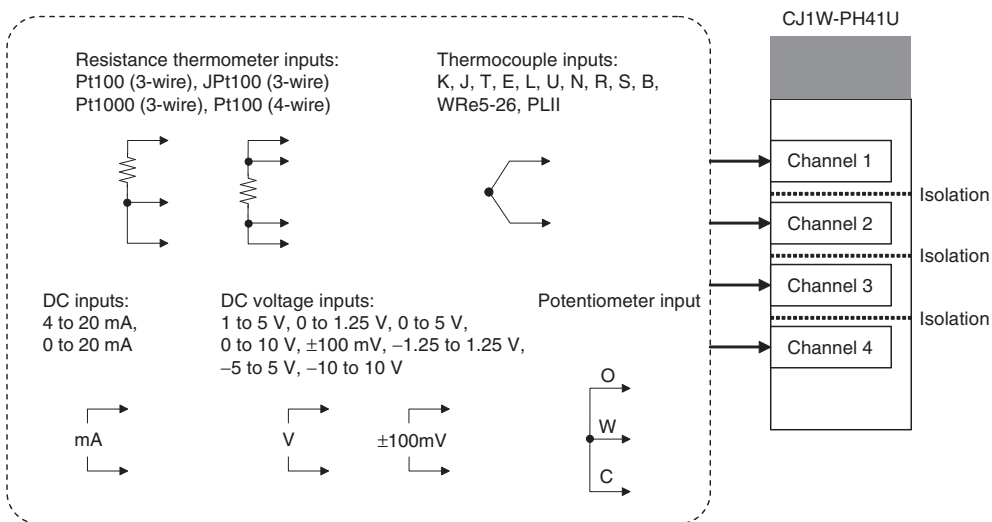 CJ1W-PH41U
Resistance thermometer inputs:
Pt100 (3-wire), JPt100 (3-wire)
Pt1000 (3-wire), Pt100 (4-wire)
Thermocouple inputs:
K, J, T, E, L, U, N, R, S, B,
WRe5-26, PLII
Channel 1
Isolation
Channel 2
Isolation
Channel 3
Isolation
Channel 4
DC inputs:
4 to 20 mA,
0 to 20 mA
DC voltage inputs:
1 to 5 V, 0 to 1.25 V, 0 to 5 V,
0 to 10 V, ±100 mV, −1.25 to 1.25 V,
−5 to 5 V, −10 to 10 V
Potentiometer input
mA
V
±100mV
O
W
C